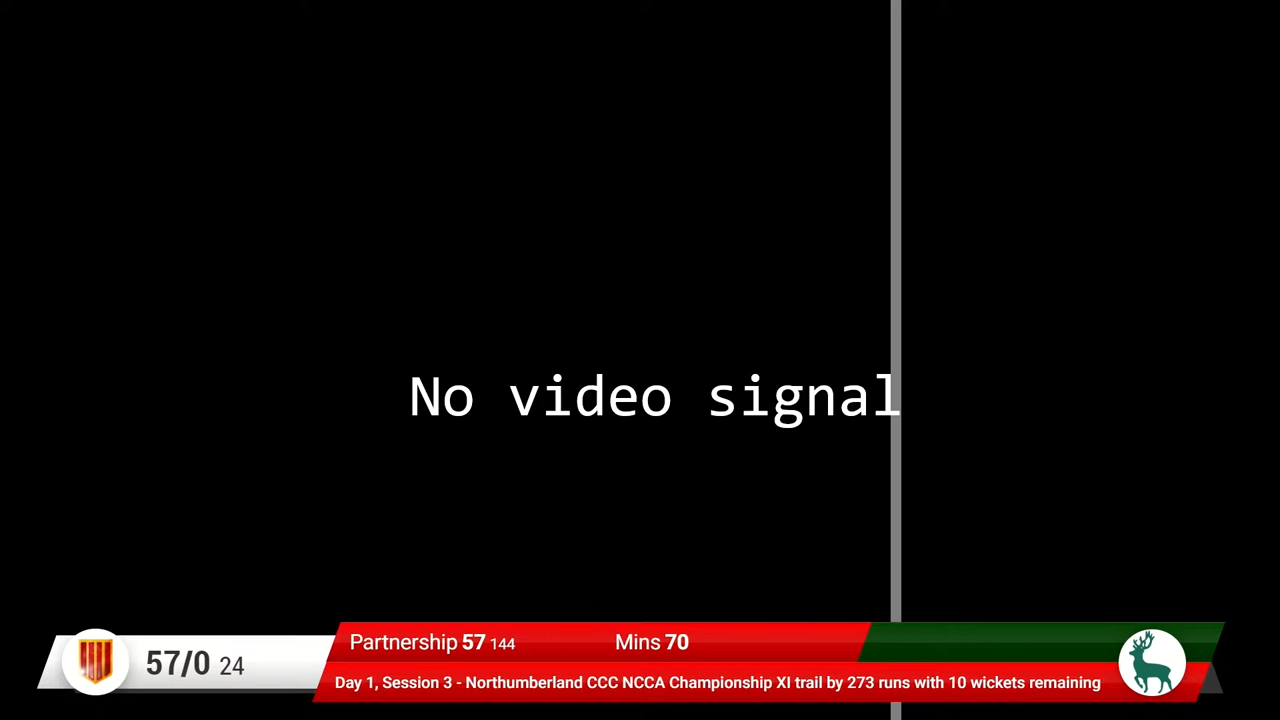 No video signal
57/0 24
Partnership 57 144 Mins 70
Day 1, Session 3 - Northumberland CCC NCCA Championship XI trail by 273 runs with 10 wickets remaining